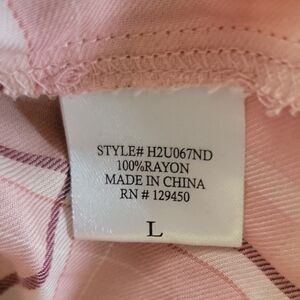 STYLE# H2U067ND
100%RAYON
MADE IN CHINA
RN # 129450
L